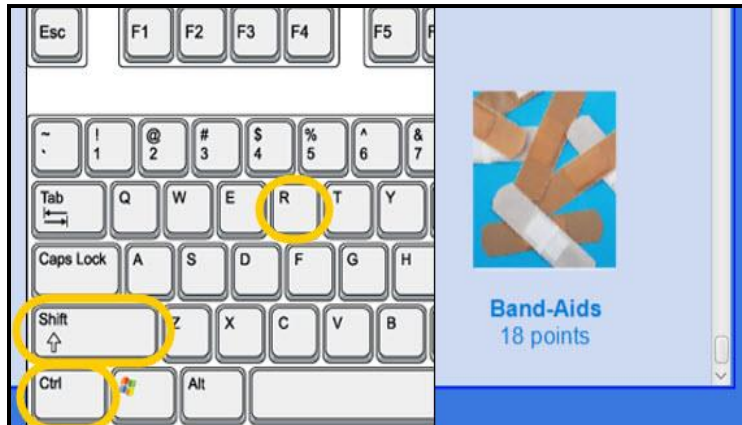 Esc F1 F2 F3 F4 F5
~ ! @ # $ % ^ &
` 1 2 3 4 5 6 7
Tab Q W E R T Y
Caps Lock A S D F G H
Shift Z X C V B
Ctrl Alt
Band-Aids
18 points